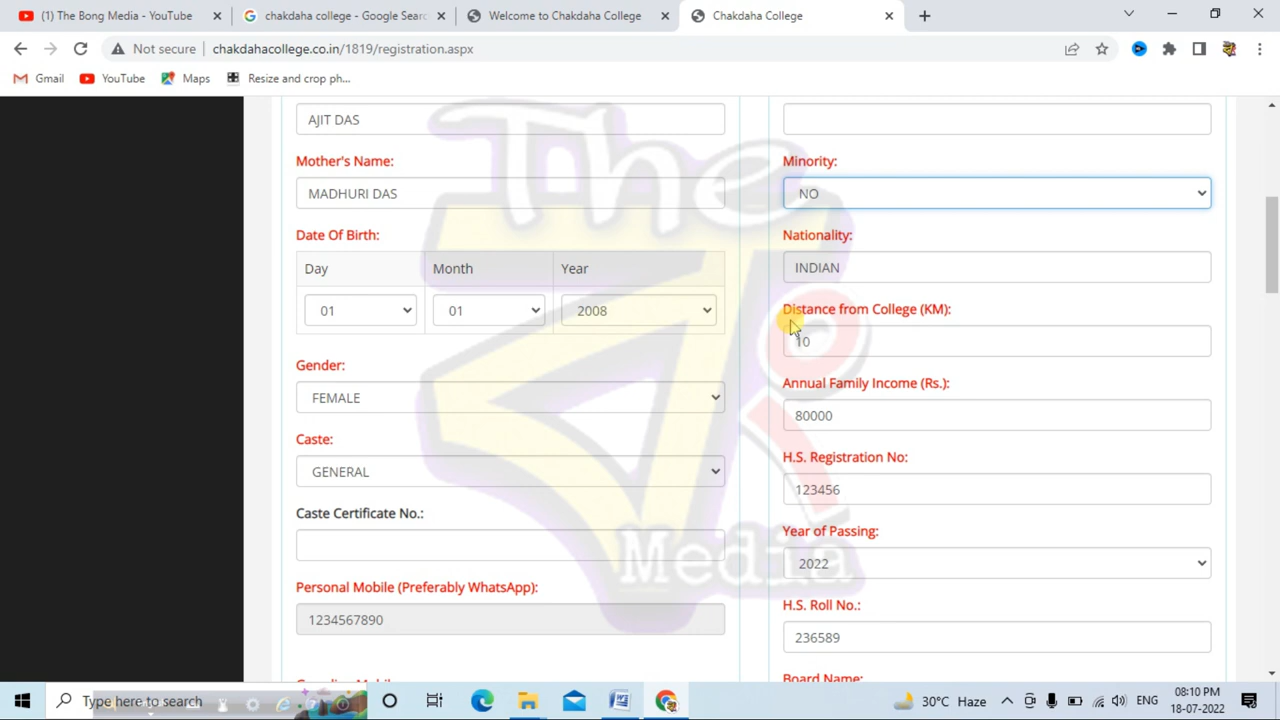 (1) The Bong Media - YouTube
chakdaha college - Google Searc
Welcome to Chakdaha College
Chakdaha College
Not secure
chakdahacollege.co.in/1819/registration.aspx
Gmail
YouTube
Maps
Resize and crop ph...
AJIT DAS
Mother's Name:
MADHURI DAS
Date Of Birth:
Day
Month
Year
01
01
2008
Gender:
FEMALE
Caste:
GENERAL
Caste Certificate No.:
Personal Mobile (Preferably WhatsApp):
1234567890
Minority:
NO
Nationality:
INDIAN
Distance from College (KM):
10
Annual Family Income (Rs.):
80000
H.S. Registration No:
123456
Year of Passing:
2022
H.S. Roll No.:
236589
Board Name:
The
Media
Type here to search
30°C Haze
ENG
08:10 PM
18-07-2022